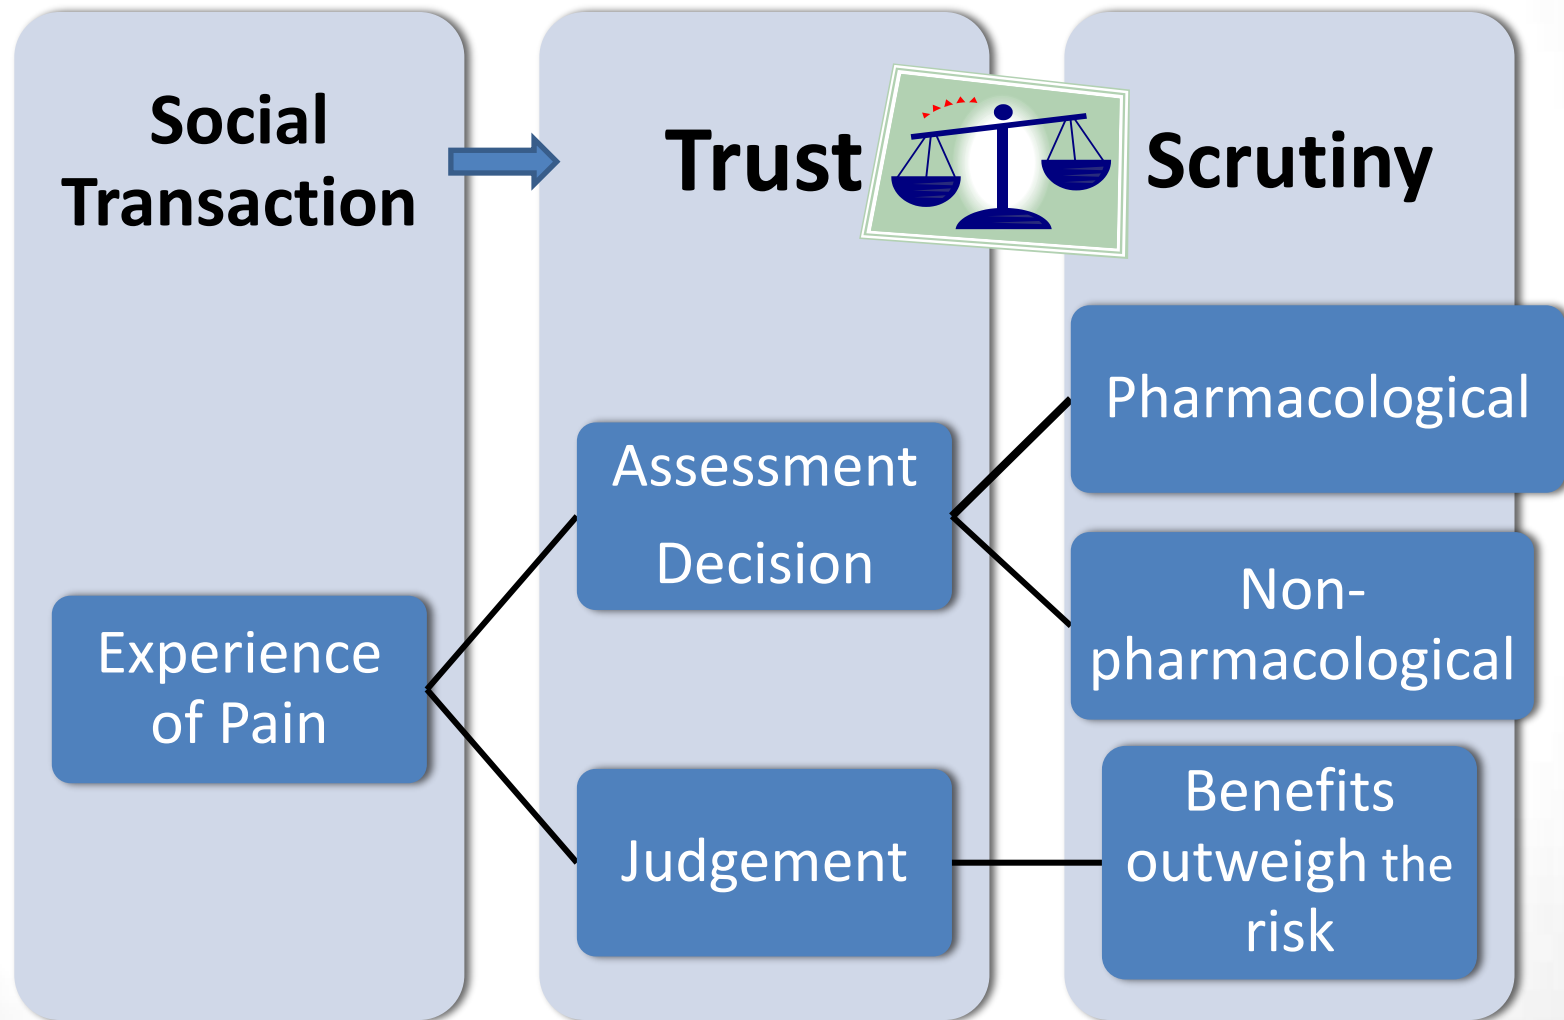 Social
Transaction
Trust
Scrutiny
Pharmacological
Assessment
Decision
Non-
pharmacological
Experience
of Pain
Judgement
Benefits
outweigh the
risk